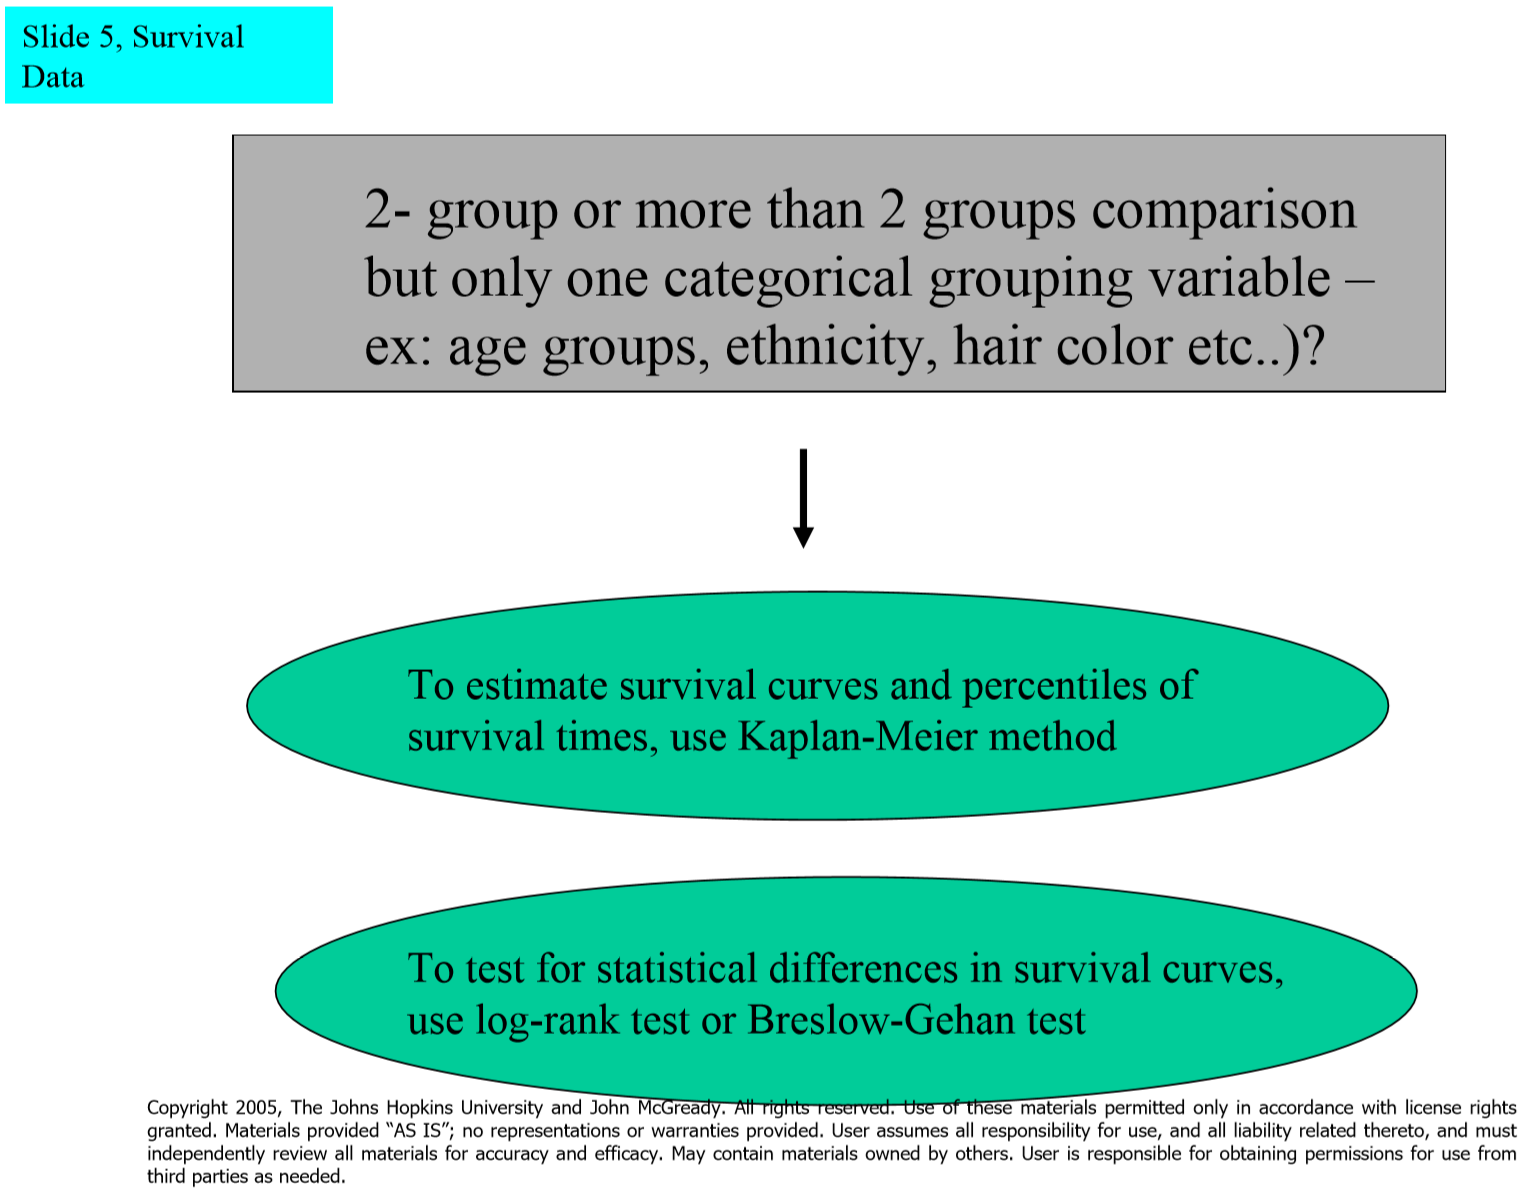 Slide 5, Survival
Data
2- group or more than 2 groups comparison
but only one categorical grouping variable –
ex: age groups, ethnicity, hair color etc..)?
To estimate survival curves and percentiles of
survival times, use Kaplan-Meier method
To test for statistical differences in survival curves,
use log-rank test or Breslow-Gehan test
Copyright 2005, The Johns Hopkins University and John McGready. All rights reserved. Use of these materials permitted only in accordance with license rights
granted. Materials provided “AS IS”; no representations or warranties provided. User assumes all responsibility for use, and all liability related thereto, and must
independently review all materials for accuracy and efficacy. May contain materials owned by others. User is responsible for obtaining permissions for use from
third parties as needed.